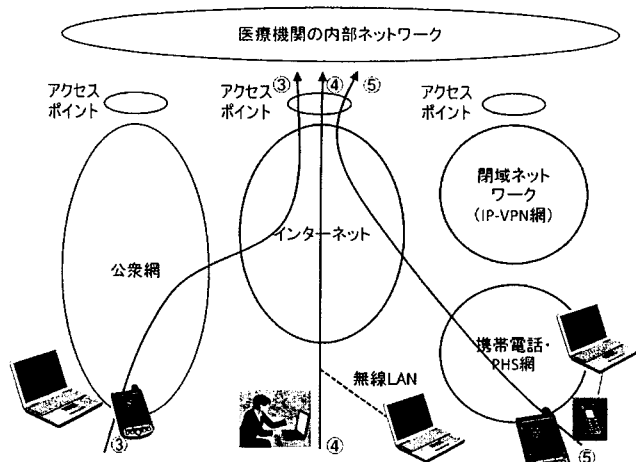 医療機関の内部ネットワーク
③
④
⑤
アクセス
ポイント
アクセス
ポイント
アクセス
ポイント
閉域ネット
ワーク
（IP-VPN網）
インターネット
公衆網
携帯電話・
PHS網
無線LAN
③
④
⑤